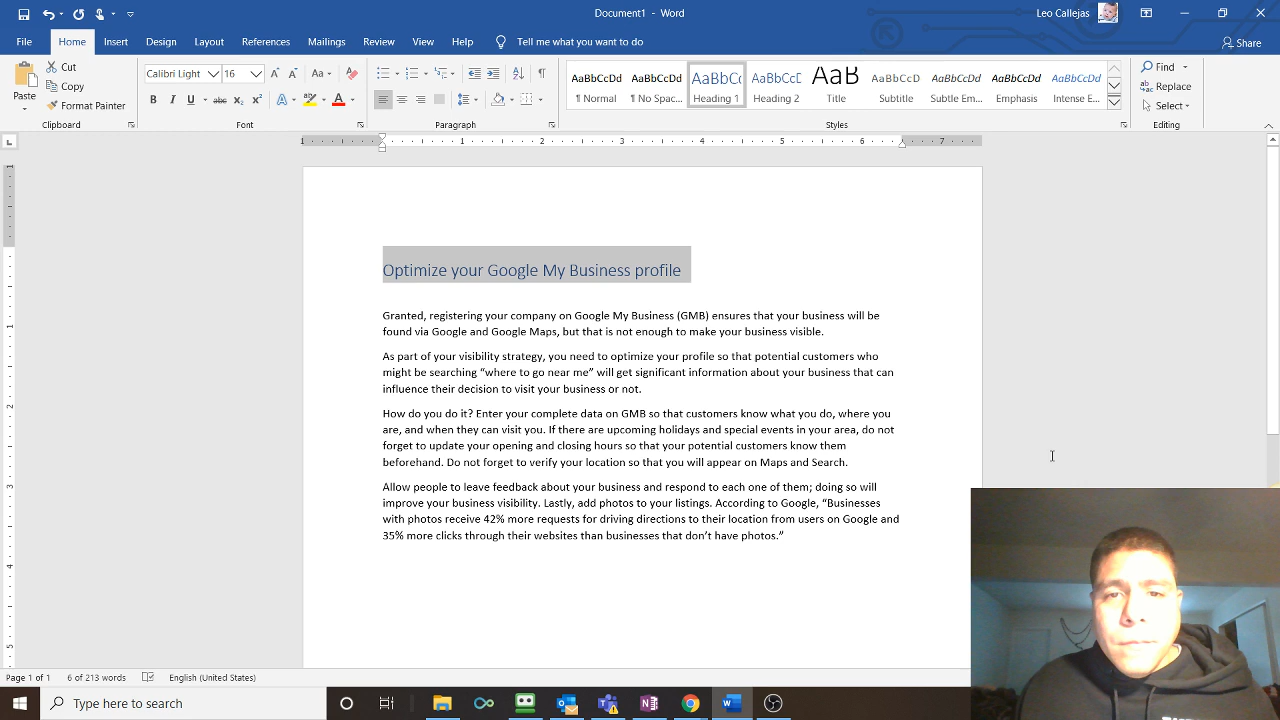 Document1 - Word
Leo Callejas
File Home Insert Design Layout References Mailings Review View Help Tell me what you want to do
Share
Paste
Cut
Copy
Format Painter
Clipboard
Calibri Light 16
Font
Paragraph
AaBbCcDd AaBbCcDd AaBbCc AaBbCcE AaB AaBbCcD AaBbCcDd AaBbCcDd AaBbCcDd
¶ Normal ¶ No Spac... Heading 1 Heading 2 Title Subtitle Subtle Em... Emphasis Intense E...
Styles
Find
Replace
Select
Editing
1 1 2 3 4 5 6 7
Optimize your Google My Business profile
Granted, registering your company on Google My Business (GMB) ensures that your business will be
found via Google and Google Maps, but that is not enough to make your business visible.
As part of your visibility strategy, you need to optimize your profile so that potential customers who
might be searching “where to go near me” will get significant information about your business that can
influence their decision to visit your business or not.
How do you do it? Enter your complete data on GMB so that customers know what you do, where you
are, and when they can visit you. If there are upcoming holidays and special events in your area, do not
forget to update your opening and closing hours so that your potential customers know them
beforehand. Do not forget to verify your location so that you will appear on Maps and Search.
Allow people to leave feedback about your business and respond to each one of them; doing so will
improve your business visibility. Lastly, add photos to your listings. According to Google, “Businesses
with photos receive 42% more requests for driving directions to their location from users on Google and
35% more clicks through their websites than businesses that don’t have photos.”
Page 1 of 1 6 of 213 words English (United States)
Type here to search